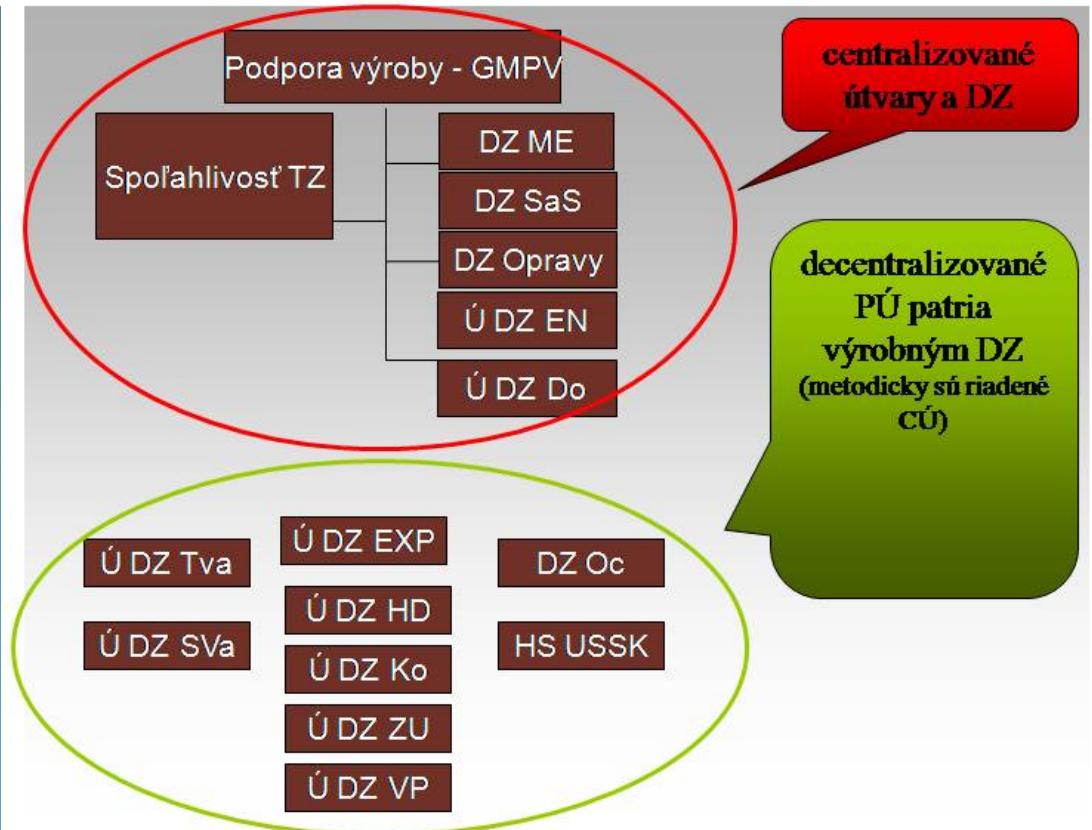 Podpora výroby - GMPV
Spoľahlivosť TZ
DZ ME
DZ SaS
DZ Opravy
Ú DZ EN
Ú DZ Do
centralizované
útvary a DZ
decentralizované
PÚ patria
výrobným DZ
(metodicky sú riadené
CÚ)
Ú DZ Tva
Ú DZ SVa
Ú DZ EXP
Ú DZ HD
Ú DZ Ko
Ú DZ ZU
Ú DZ VP
DZ Oc
HS USSK